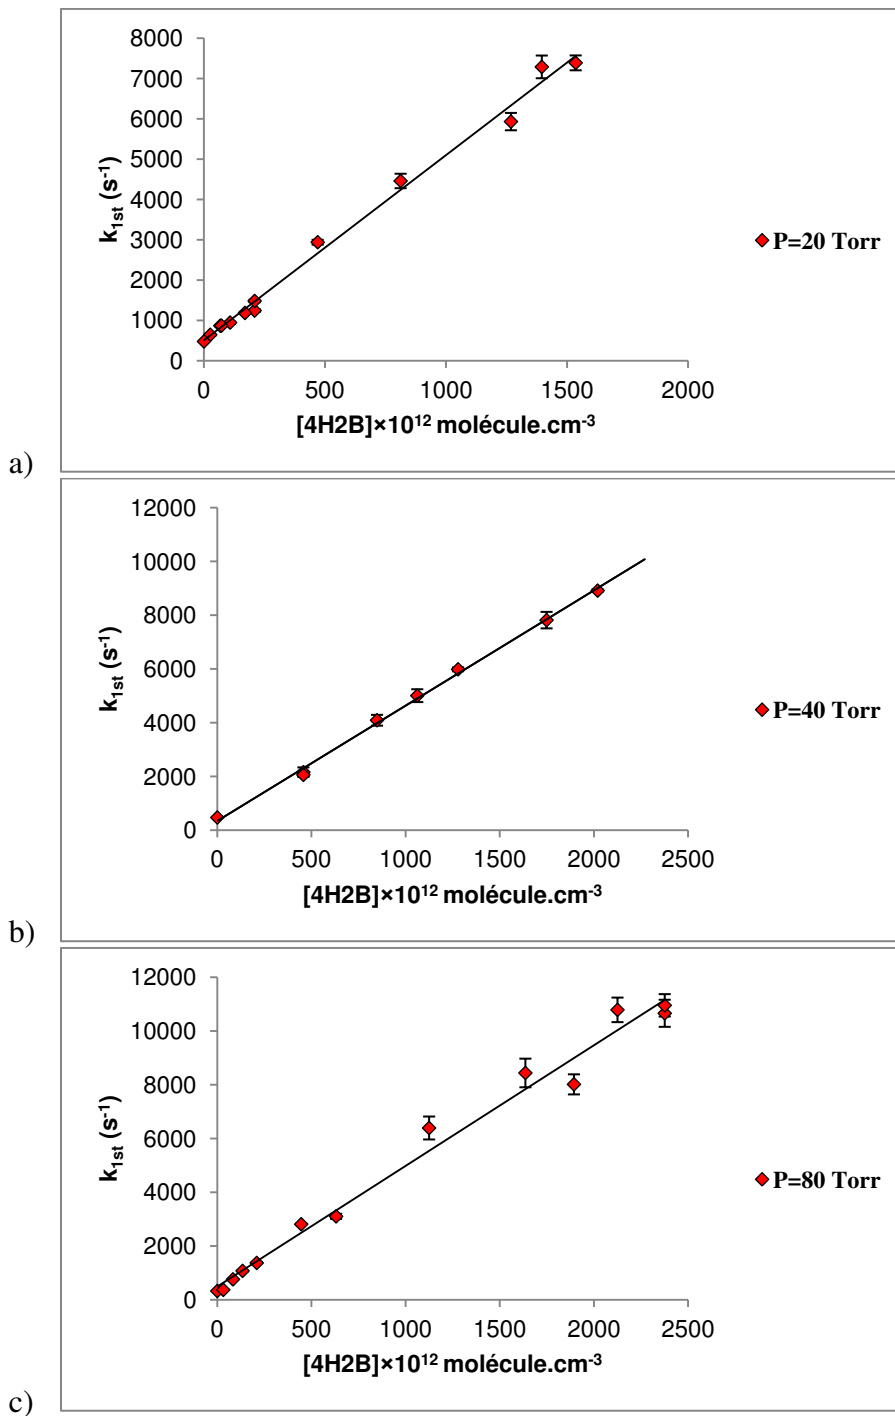 8000
7000
6000
5000
4000
3000
2000
1000
0
k1st (s-1)
P=20 Torr
0 500 1000 1500 2000
[4H2B]×10¹² molécule.cm-3
a)
12000
10000
8000
6000
4000
2000
0
k1st (s-1)
P=40 Torr
0 500 1000 1500 2000 2500
[4H2B]×10¹² molécule.cm-3
b)
12000
10000
8000
6000
4000
2000
0
k1st (s-1)
P=80 Torr
0 500 1000 1500 2000 2500
[4H2B]×10¹² molécule.cm-3
c)